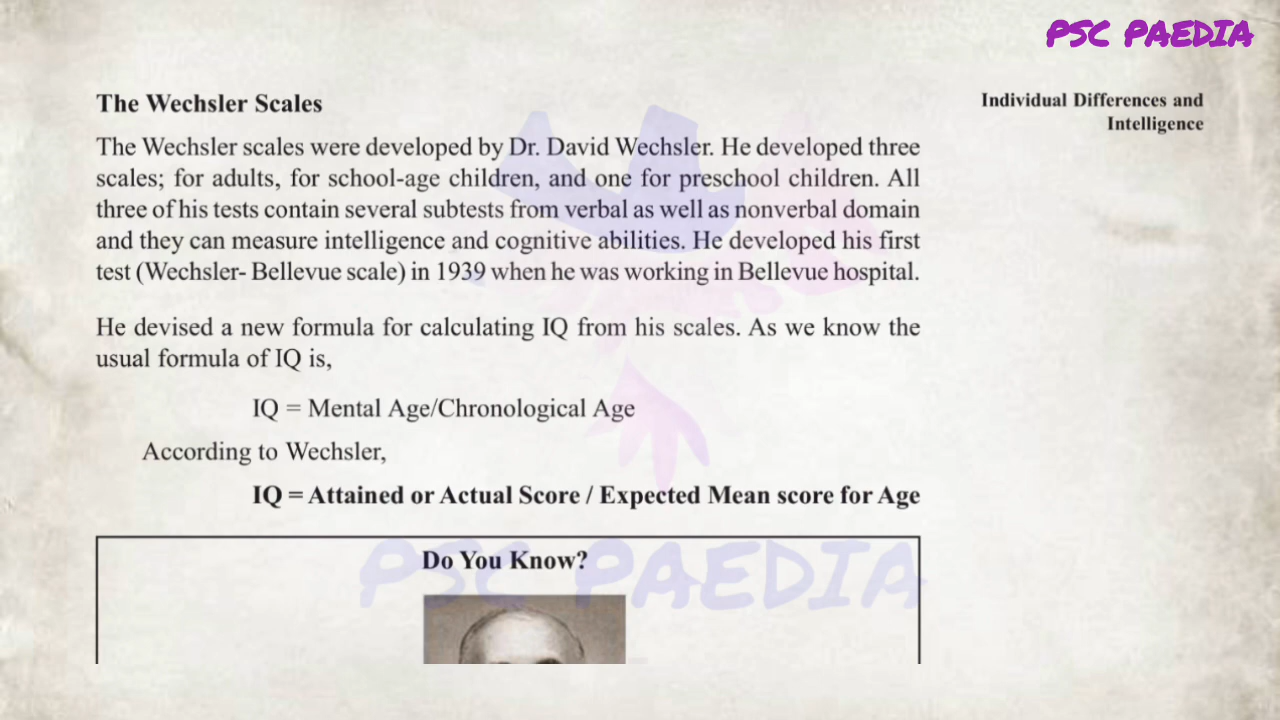 PSC PAEDIA
The Wechsler Scales
Individual Differences and
Intelligence
The Wechsler scales were developed by Dr. David Wechsler. He developed three
scales; for adults, for school-age children, and one for preschool children. All
three of his tests contain several subtests from verbal as well as nonverbal domain
and they can measure intelligence and cognitive abilities. He developed his first
test (Wechsler- Bellevue scale) in 1939 when he was working in Bellevue hospital.
He devised a new formula for calculating IQ from his scales. As we know the
usual formula of IQ is,
IQ = Mental Age/Chronological Age
According to Wechsler,
IQ = Attained or Actual Score / Expected Mean score for Age
Do You Know?
PSC PAEDIA